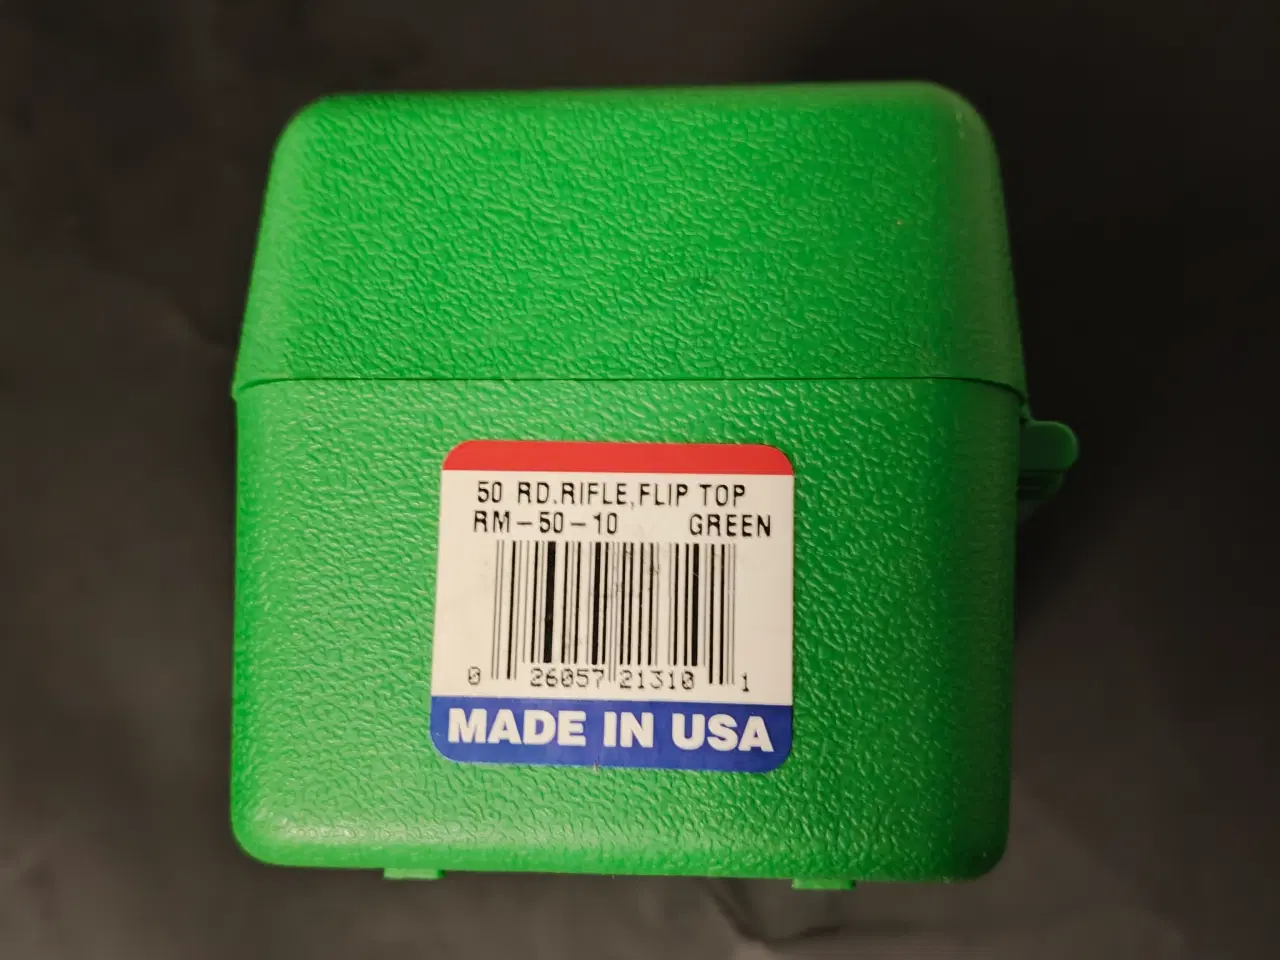 50 RD.RIFLE,FLIP TOP
RM-50-10 GREEN
0 26057 21310 1
MADE IN USA